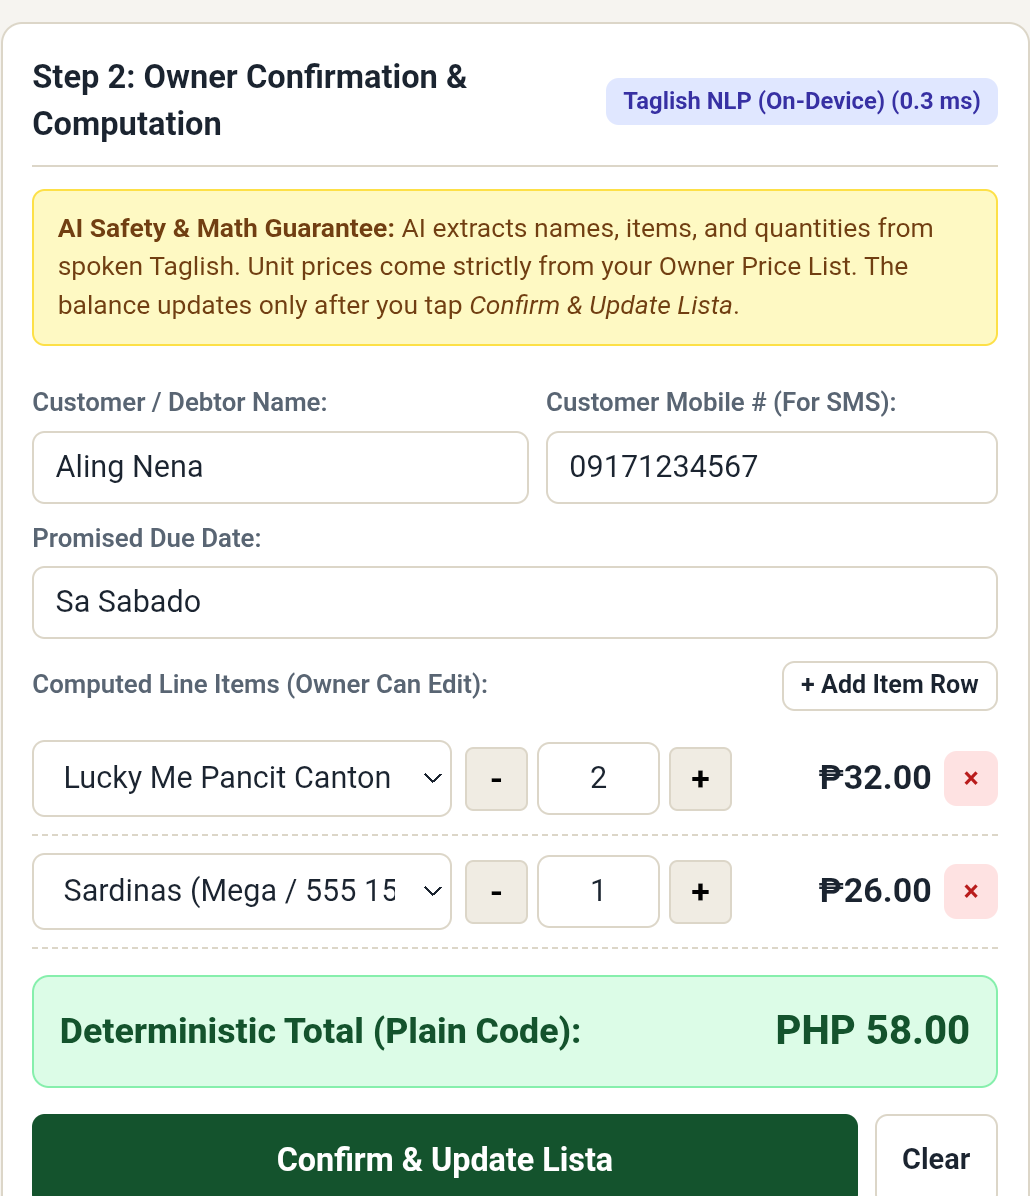 Step 2: Owner Confirmation &
Computation
Taglish NLP (On-Device) (0.3 ms)
AI Safety & Math Guarantee: AI extracts names, items, and quantities from
spoken Taglish. Unit prices come strictly from your Owner Price List. The
balance updates only after you tap Confirm & Update Lista.
Customer / Debtor Name:
Customer Mobile # (For SMS):
Aling Nena
09171234567
Promised Due Date:
Sa Sabado
Computed Line Items (Owner Can Edit):
+ Add Item Row
Lucky Me Pancit Canton
-
2
+
₱32.00
×
Sardinas (Mega / 555 15
-
1
+
₱26.00
×
Deterministic Total (Plain Code):
PHP 58.00
Confirm & Update Lista
Clear